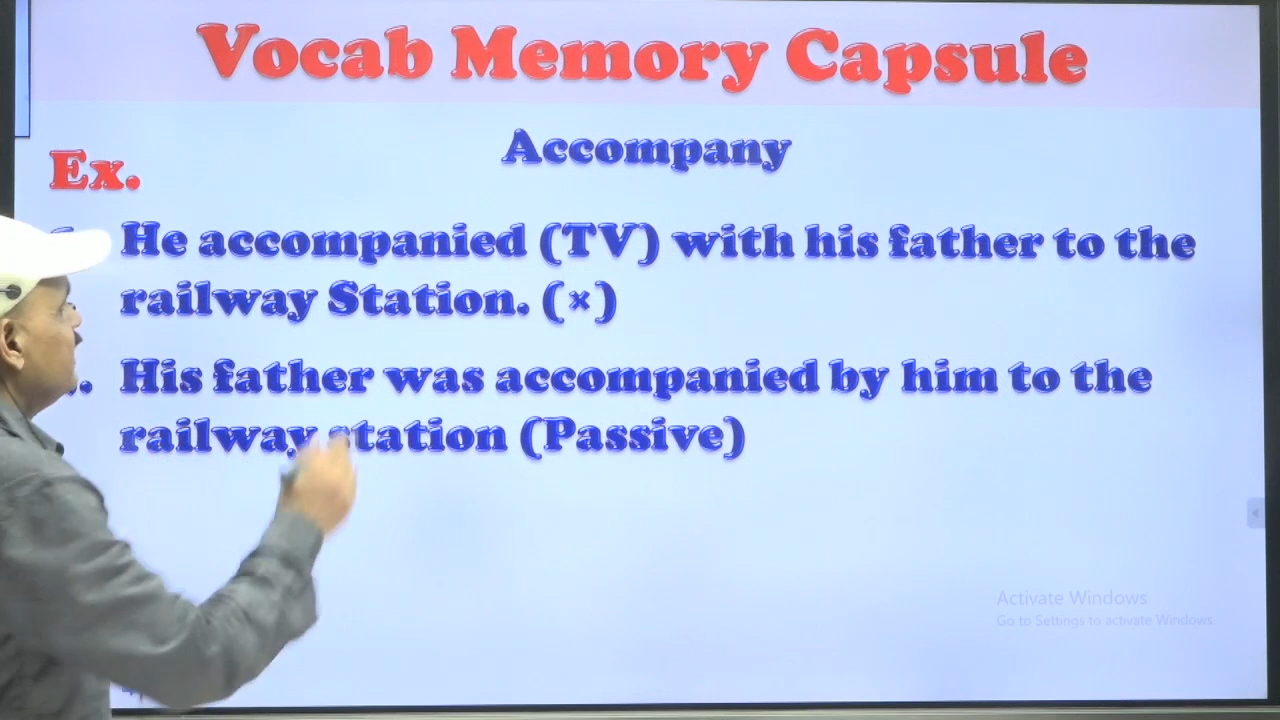 Vocab Memory Capsule
Accompany
Ex.
He accompanied (TV) with his father to the
railway Station. (×)
His father was accompanied by him to the
railway station (Passive)
Activate Windows
Go to Settings to activate Windows.